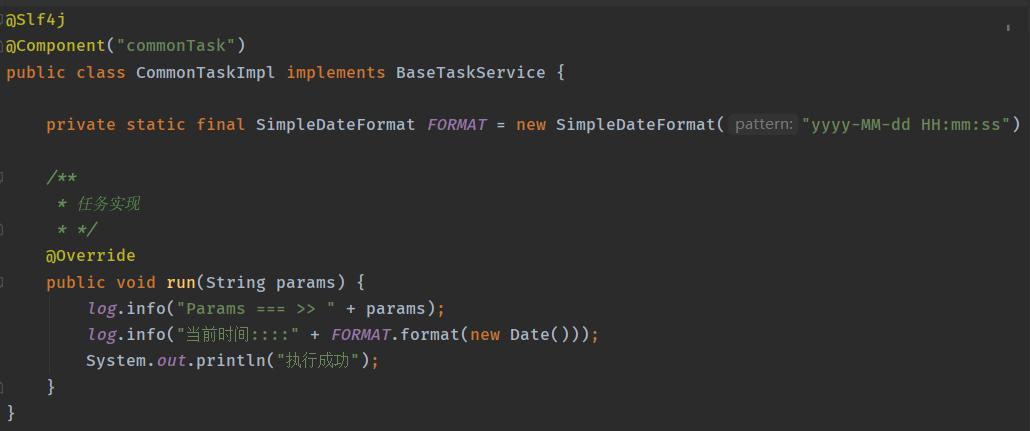 @Slf4j
@Component("commonTask")
public class CommonTaskImpl implements BaseTaskService {
private static final SimpleDateFormat FORMAT = new SimpleDateFormat( pattern: "yyyy-MM-dd HH:mm:ss")
/**
* 任务实现
* */
@Override
public void run(String params) {
log.info("Params === >> " + params);
log.info("当前时间::::" + FORMAT.format(new Date()));
System.out.println("执行成功");
}
}